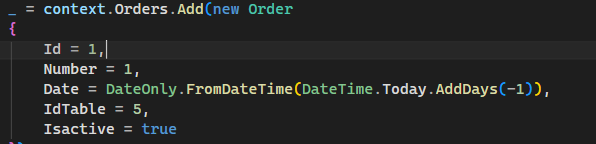 _ = context.Orders.Add(new Order
{
Id = 1,
Number = 1,
Date = DateOnly.FromDateTime(DateTime.Today.AddDays(-1)),
IdTable = 5,
Isactive = true